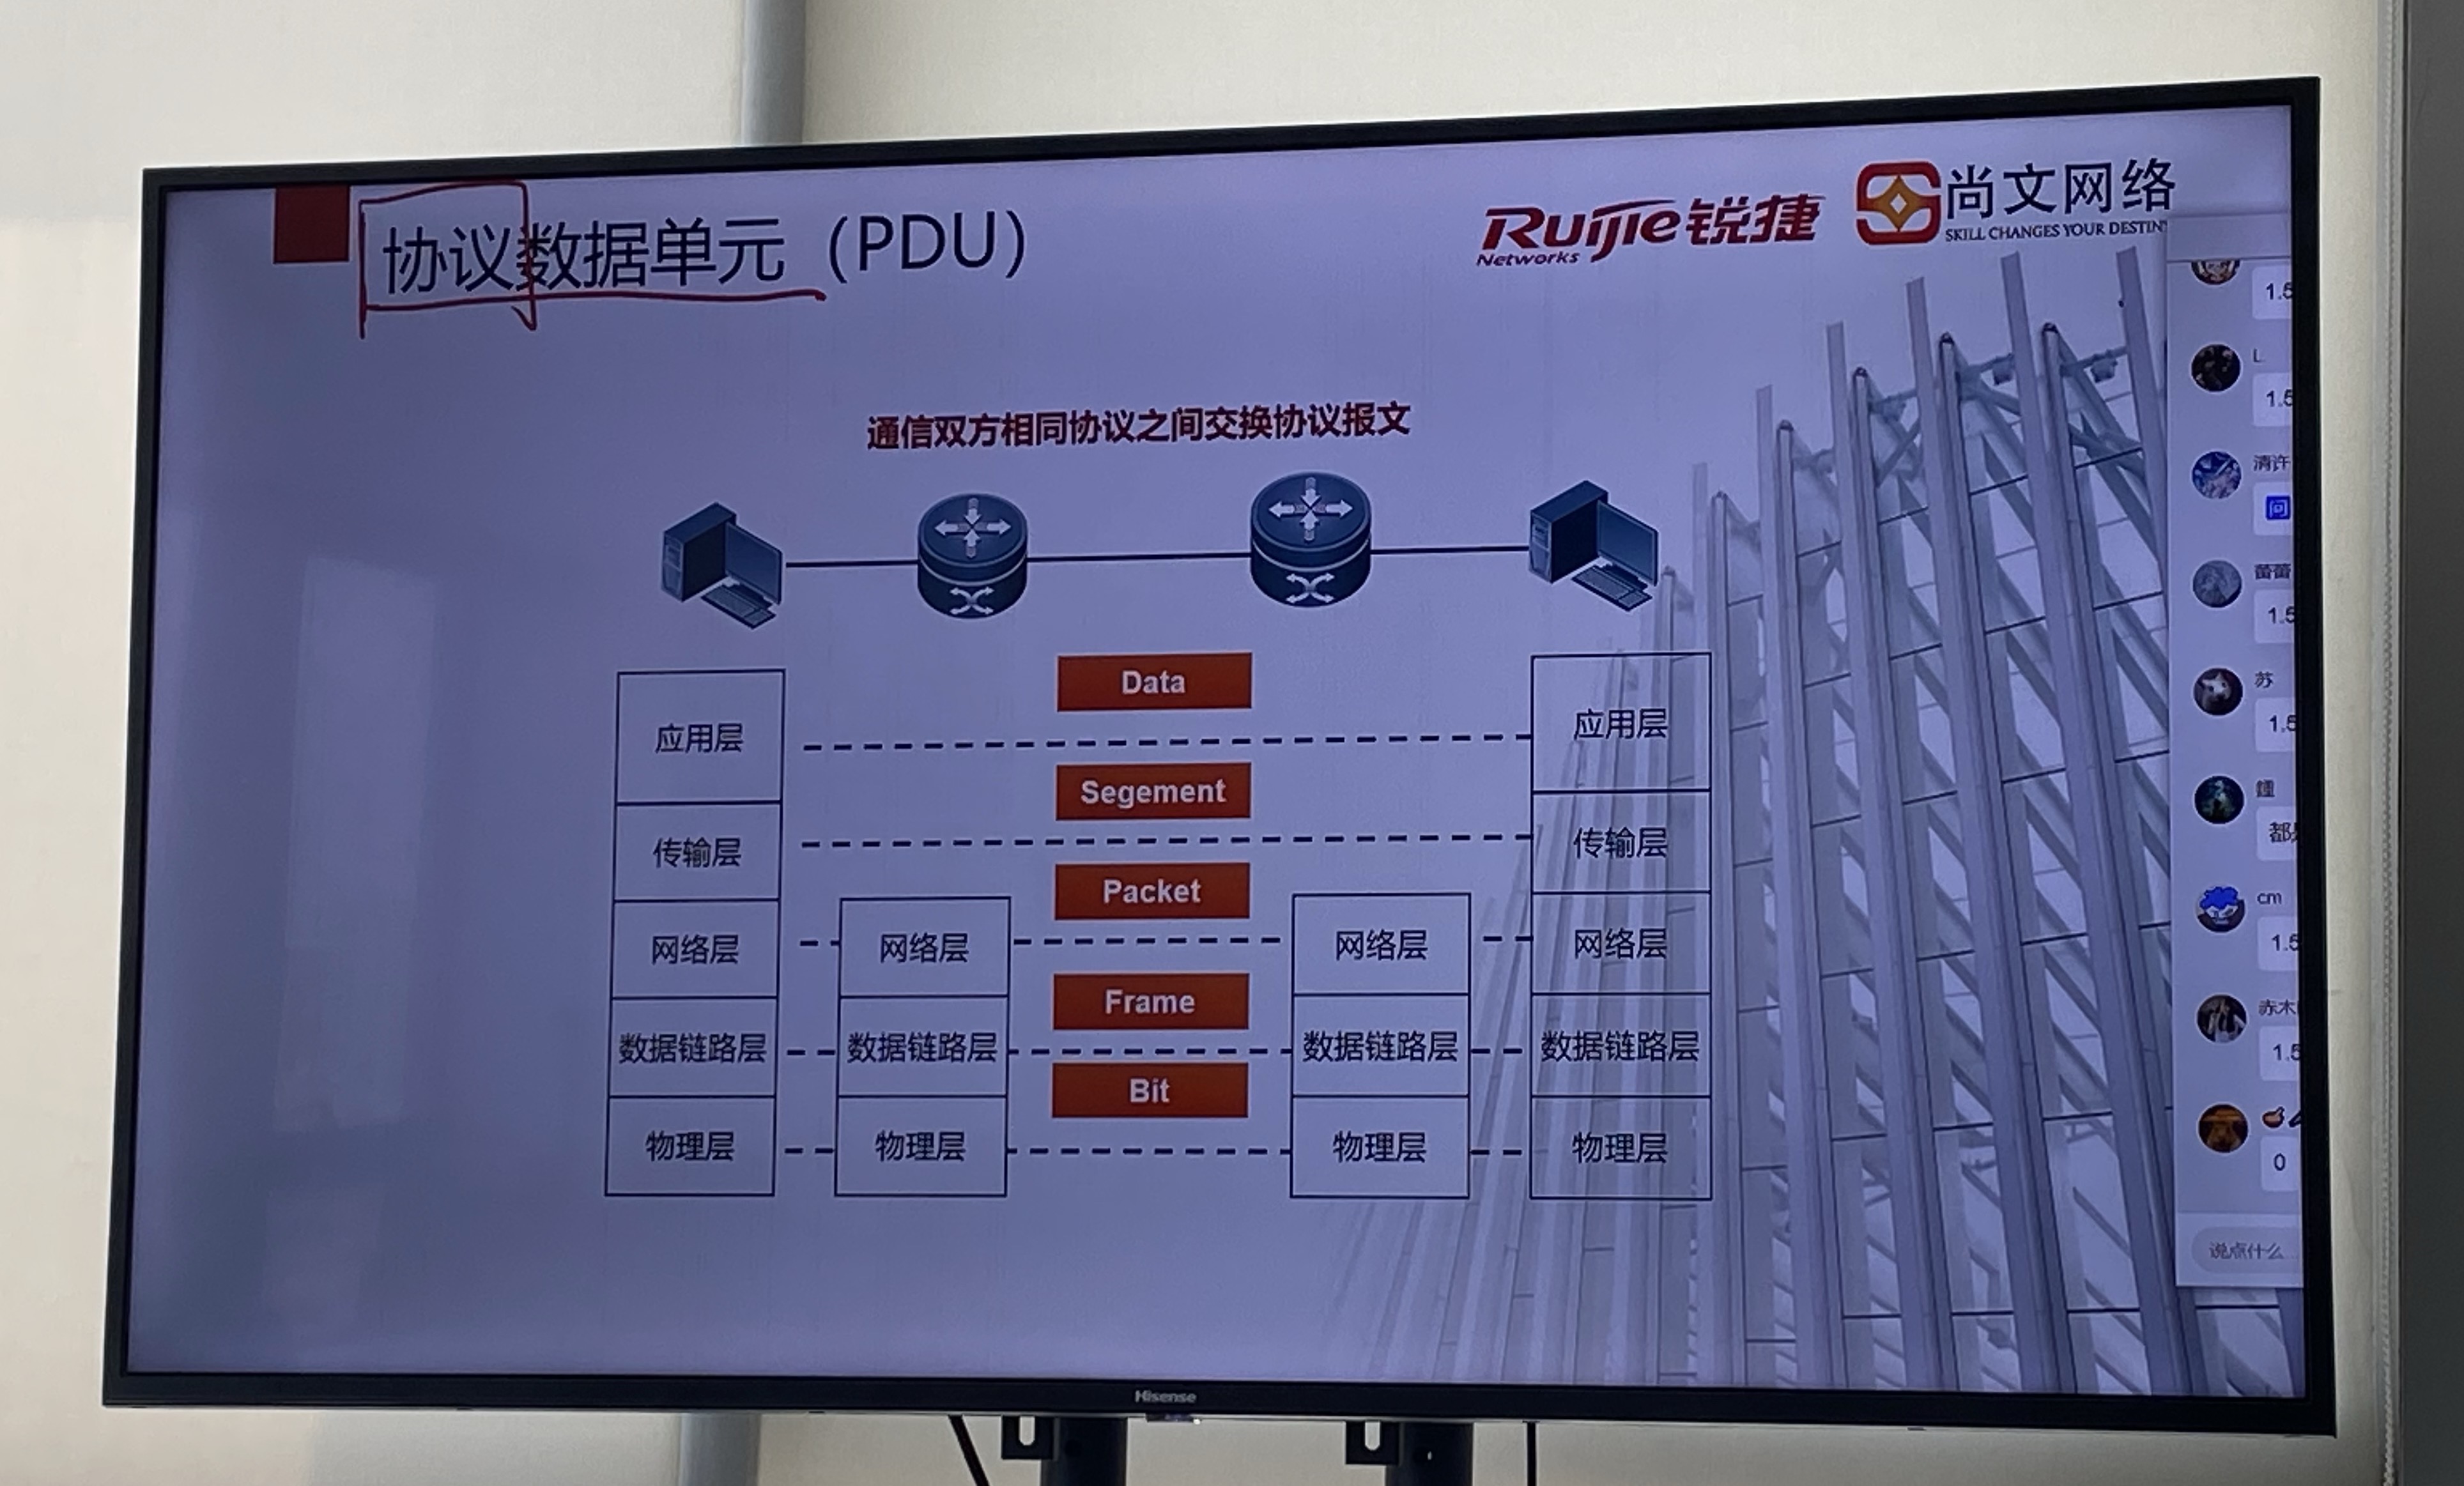 协议数据单元（PDU）
Ruijie锐捷
Networks
尚文网络
SKILL CHANGES YOUR DESTIN
通信双方相同协议之间交换协议报文
Data
应用层 应用层
Segement
传输层 传输层
Packet
网络层 网络层 网络层 网络层
Frame
数据链路层 数据链路层 数据链路层 数据链路层
Bit
物理层 物理层 物理层 物理层
1.5
L
1.5
清许
问
蕾蕾
1.5
苏
1.5
都是
cm
1.5
赤木
1.5
0
说点什么...
Hisense